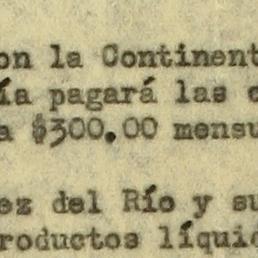 on la Continent
ía pagará las c
a $300.00 mensu
ez del Río y su
roductos líquid